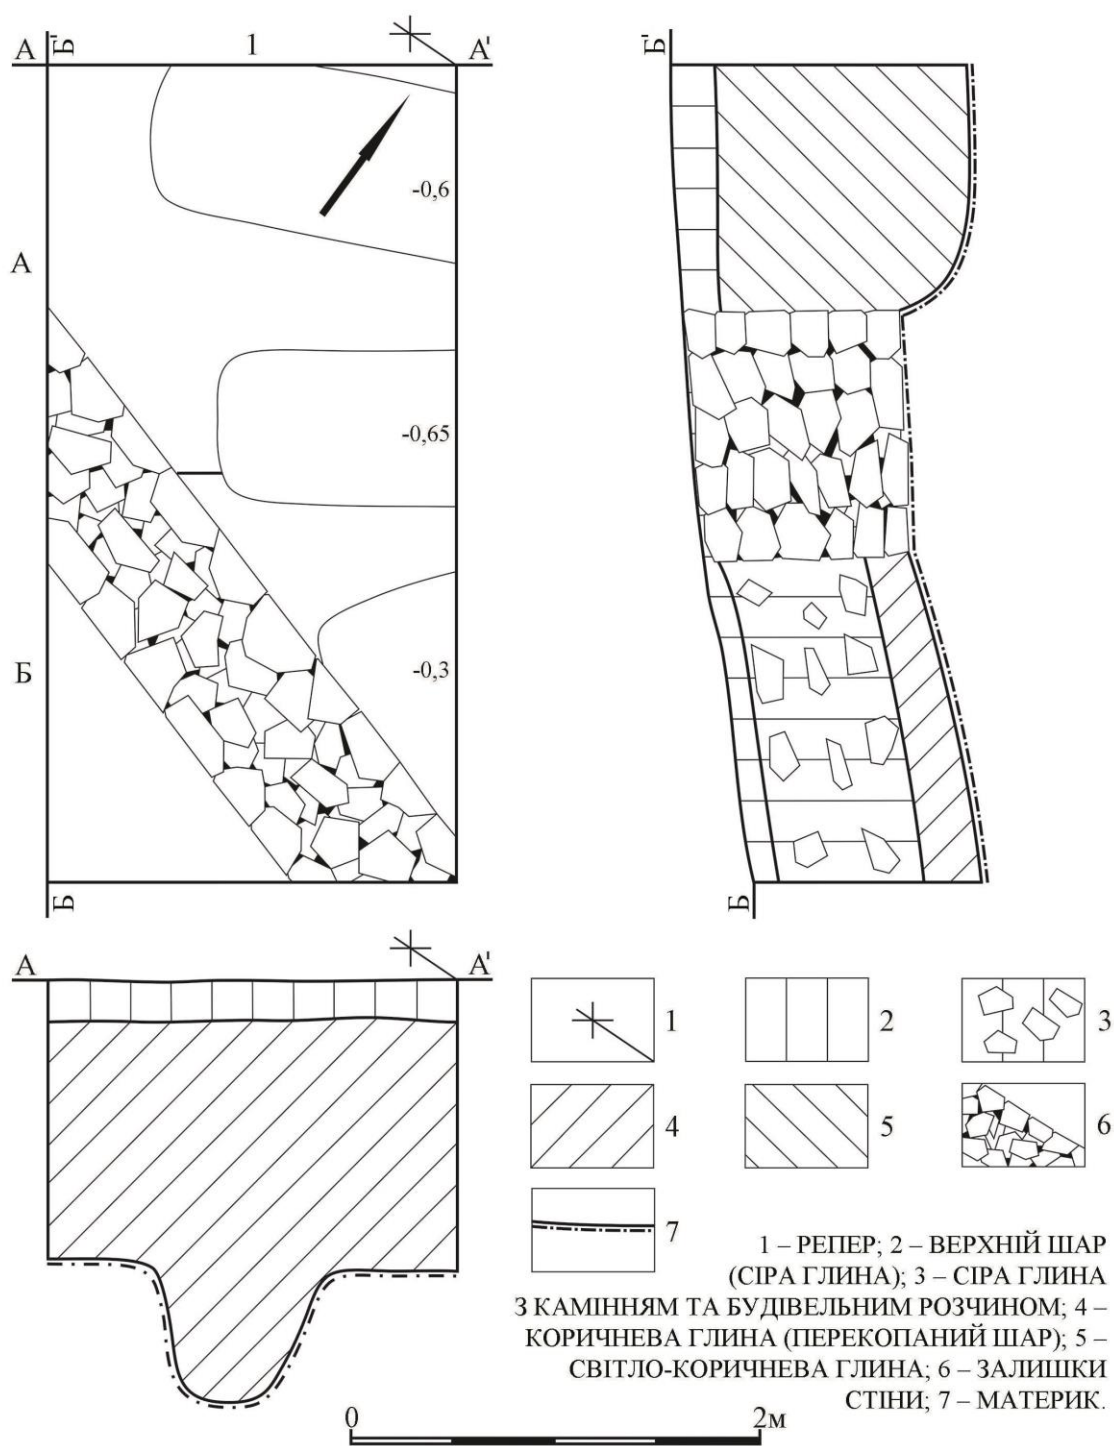 А
Б'
1
А'
Б'
-0,6
А
-0,65
Б
-0,3
Б
Б
А
А'
1
2
3
4
5
6
7
1 – РЕПЕР; 2 – ВЕРХНІЙ ШАР
(СІРА ГЛИНА); 3 – СІРА ГЛИНА
З КАМІННЯМ ТА БУДІВЕЛЬНИМ РОЗЧИНОМ; 4 –
КОРИЧНЕВА ГЛИНА (ПЕРЕКОПАНИЙ ШАР); 5 –
СВІТЛО-КОРИЧНЕВА ГЛИНА; 6 – ЗАЛИШКИ
СТІНИ; 7 – МАТЕРИК.
0
2м